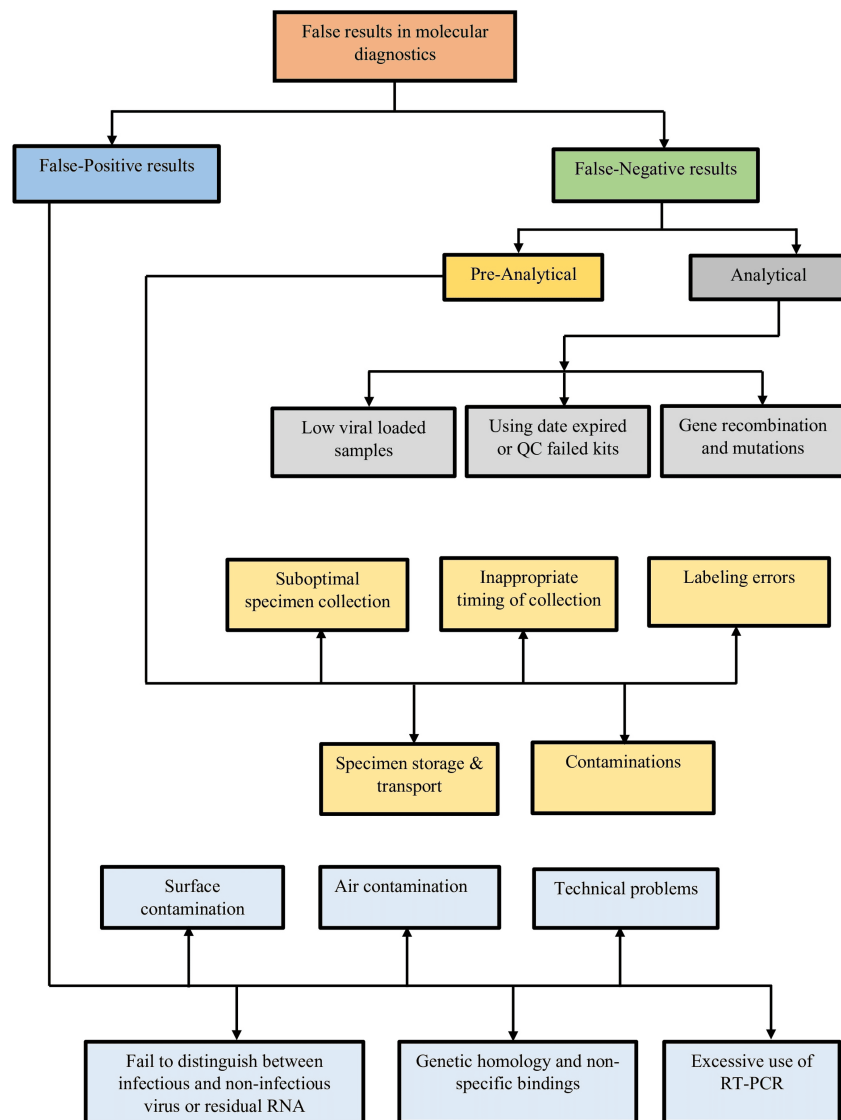 False results in molecular
diagnostics
False-Positive results
False-Negative results
Pre-Analytical
Analytical
Low viral loaded
samples
Using date expired
or QC failed kits
Gene recombination
and mutations
Suboptimal
specimen collection
Inappropriate
timing of collection
Labeling errors
Specimen storage &
transport
Contaminations
Surface
contamination
Air contamination
Technical problems
Fail to distinguish between
infectious and non-infectious
virus or residual RNA
Genetic homology and non-
specific bindings
Excessive use of
RT-PCR